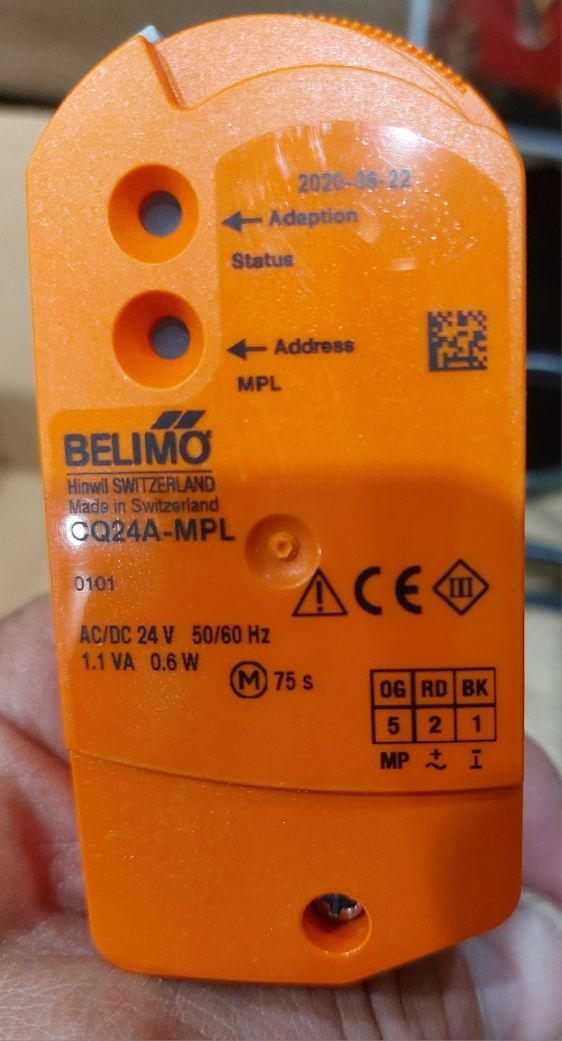 2020-06-22
Adaption
Status
Address
MPL
BELIMO
Hinwil SWITZERLAND
Made in Switzerland
CQ24A-MPL
0101
CE
III
AC/DC 24 V 50/60 Hz
1.1 VA 0.6 W
M 75 s
OG RD BK
5 2 1
MP + ~ ⊥